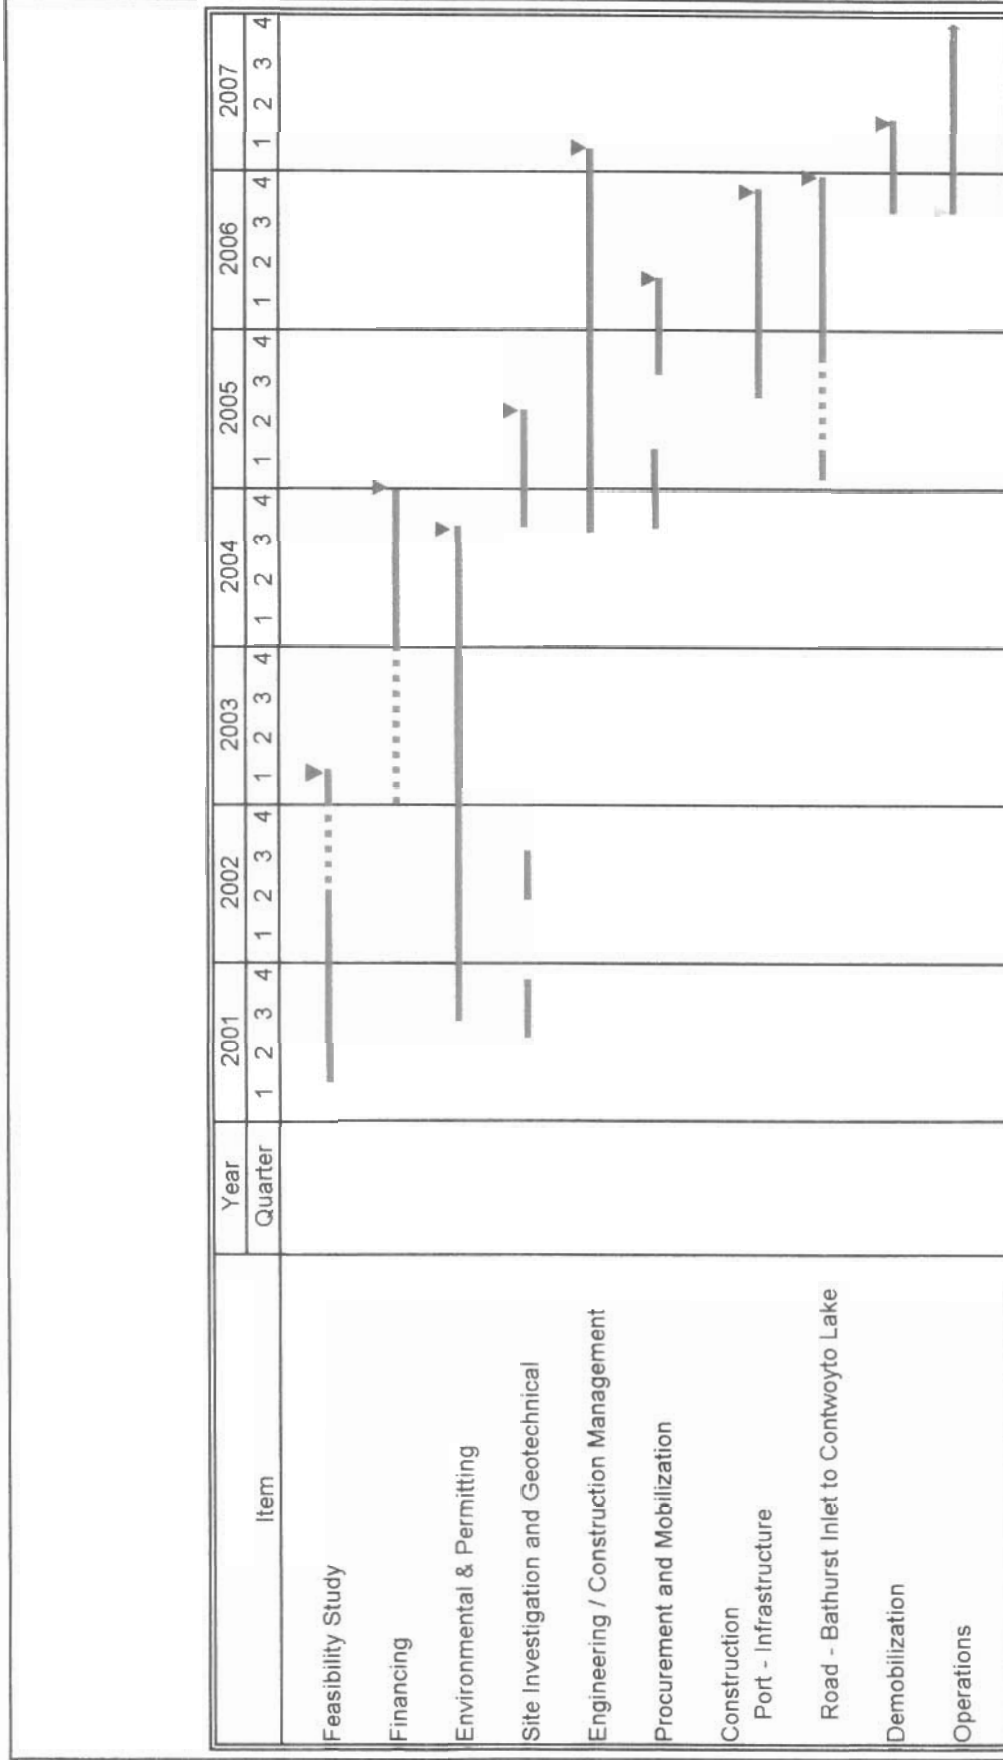 Item Year 2001 2002 2003 2004 2005 2006 2007
Quarter 1 2 3 4 1 2 3 4 1 2 3 4 1 2 3 4 1 2 3 4 1 2 3 4 1 2 3 4
Feasibility Study
Financing
Environmental & Permitting
Site Investigation and Geotechnical
Engineering / Construction Management
Procurement and Mobilization
Construction
Port - Infrastructure
Road - Bathurst Inlet to Contwoyto Lake
Demobilization
Operations